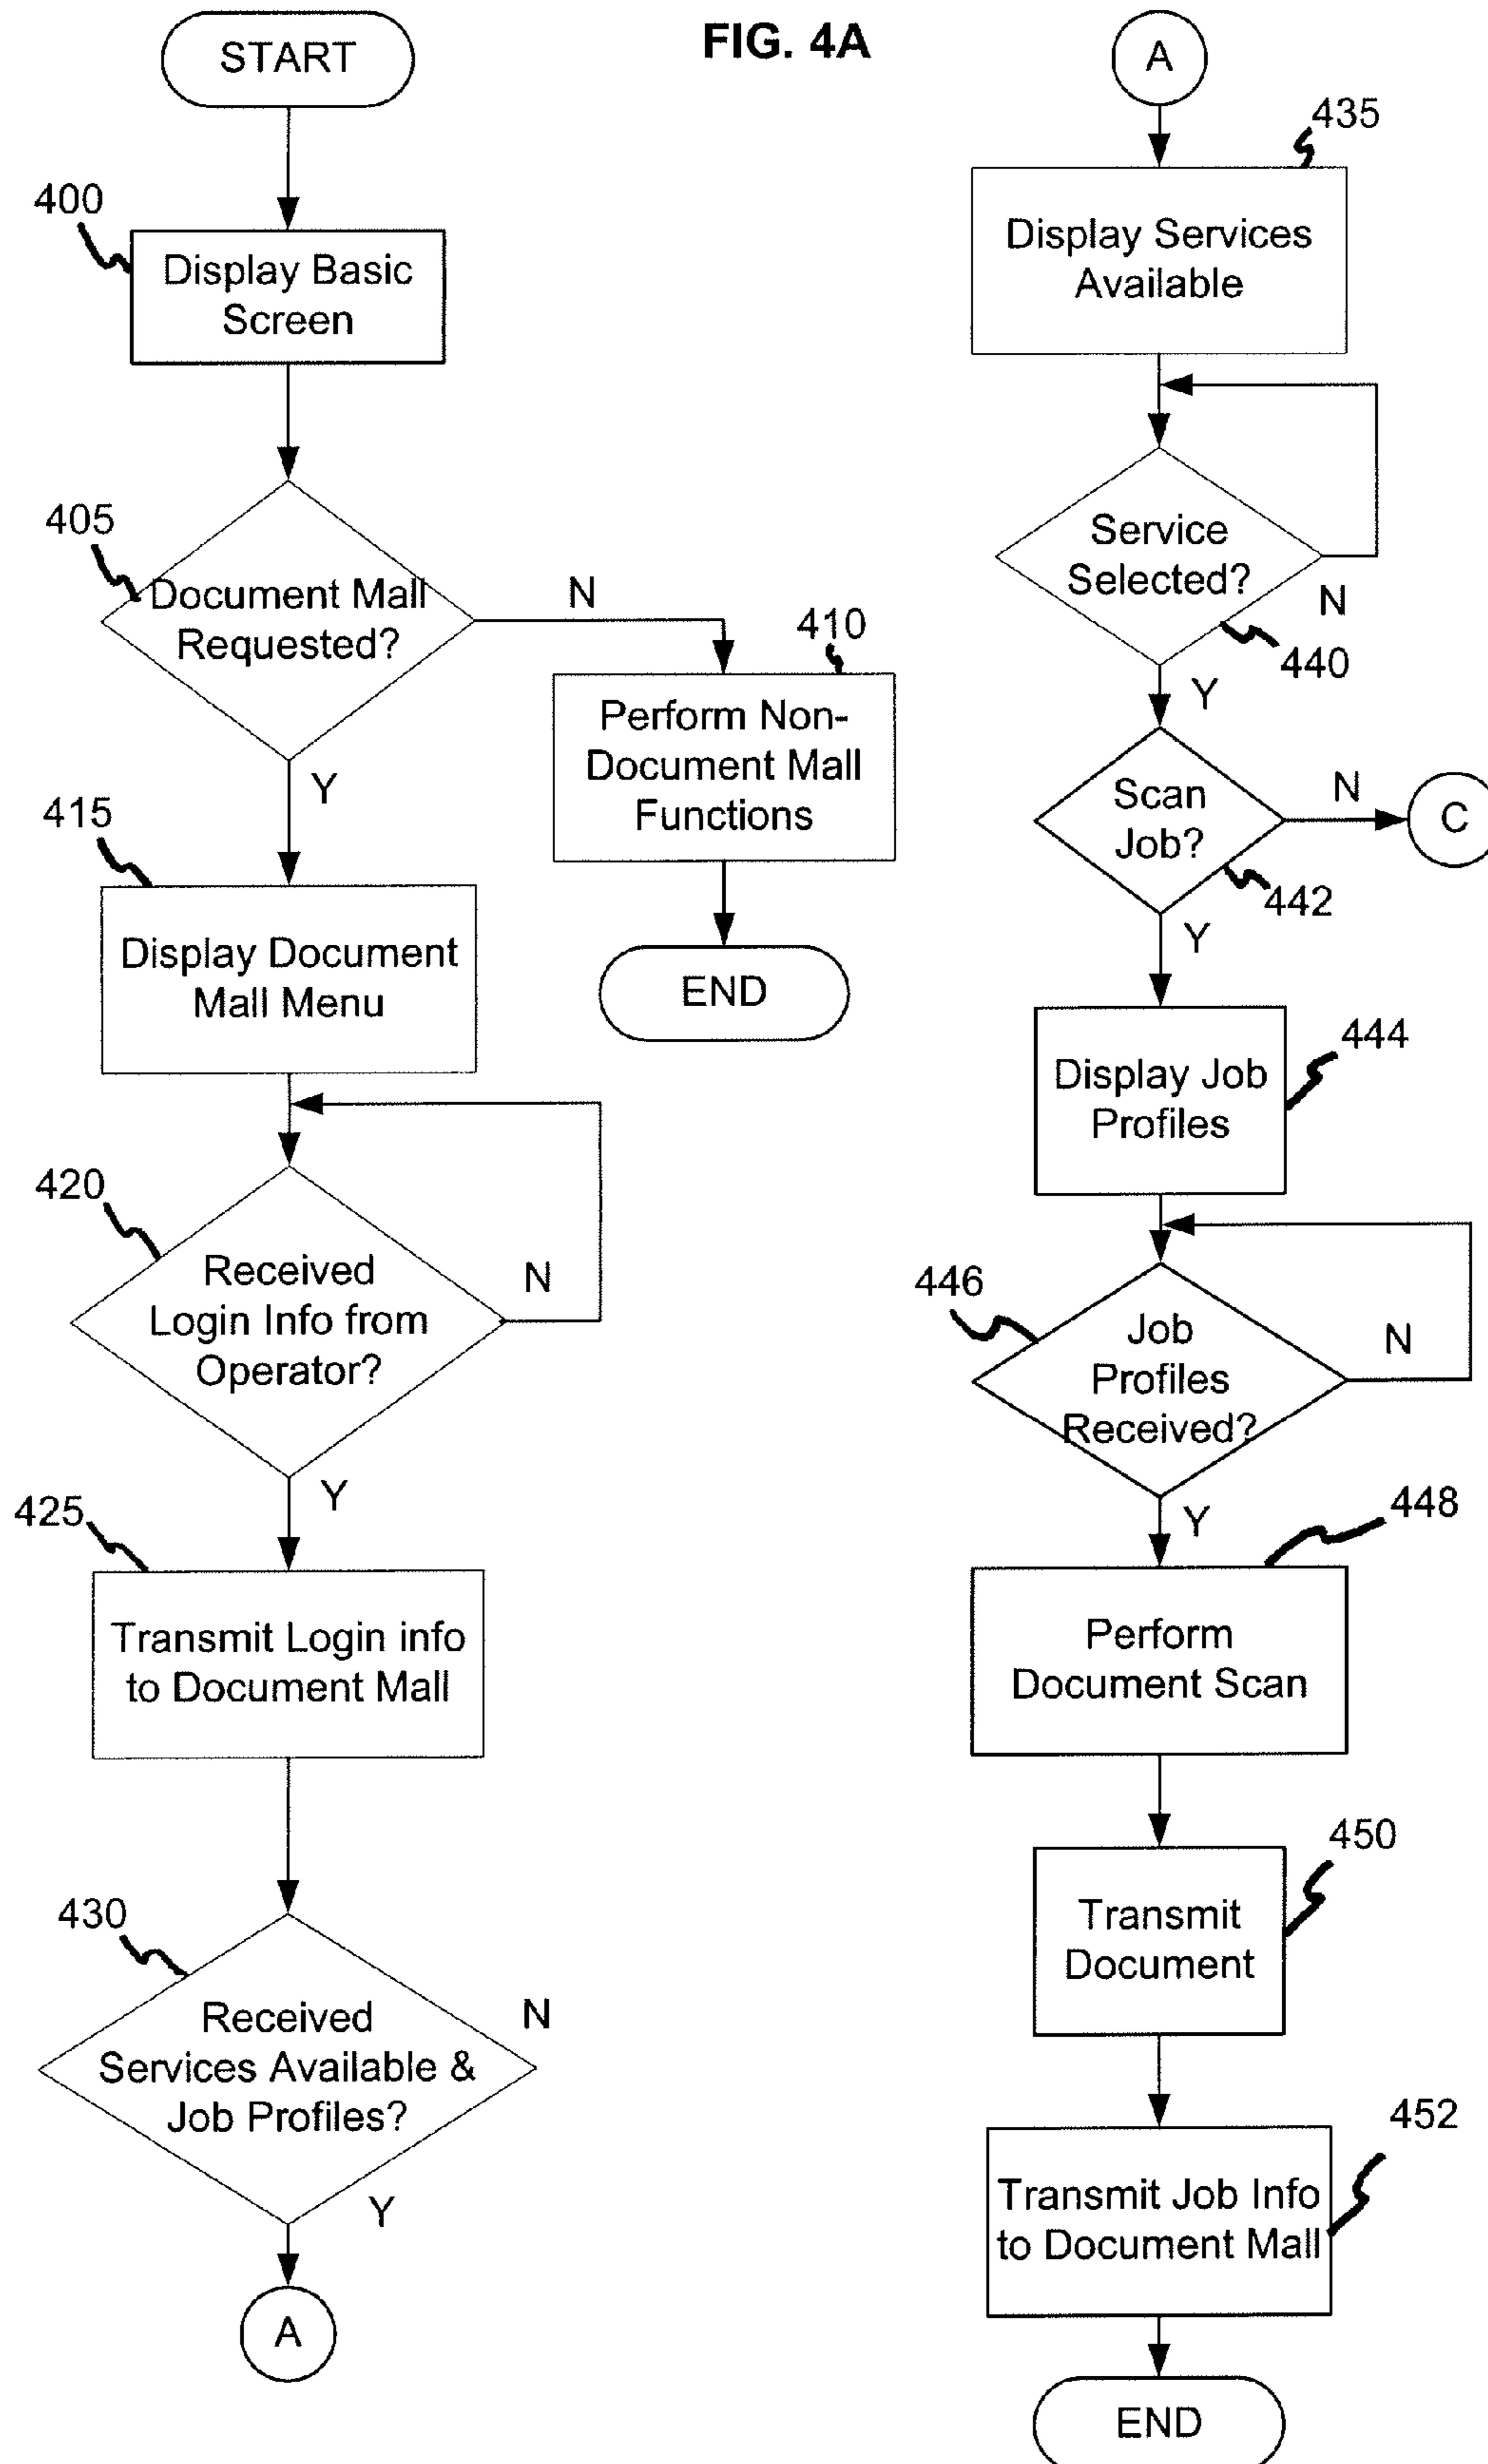 FIG. 4A
START
400
Display Basic
Screen
405
Document Mall
Requested?
N
410
Perform Non-
Document Mall
Functions
END
Y
415
Display Document
Mall Menu
420
Received
Login Info from
Operator?
N
Y
425
Transmit Login info
to Document Mall
430
Received
Services Available &
Job Profiles?
N
Y
A
A
435
Display Services
Available
Service
Selected?
N
440
Y
Scan
Job?
N
C
442
Y
444
Display Job
Profiles
446
Job
Profiles
Received?
N
Y
448
Perform
Document Scan
450
Transmit
Document
452
Transmit Job Info
to Document Mall
END